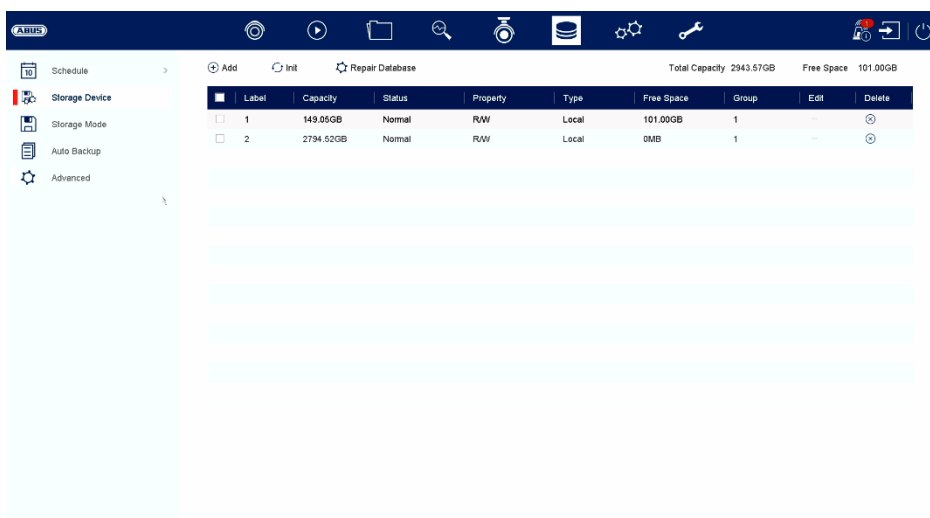 ABUS
Schedule >
Storage Device
Storage Mode
Auto Backup
Advanced
Add Init Repair Database Total Capacity 2943.57GB Free Space 101.00GB
Label Capacity Status Property Type Free Space Group Edit Delete
1 149.05GB Normal R/W Local 101.00GB 1 —
2 2794.52GB Normal R/W Local 0MB 1 —